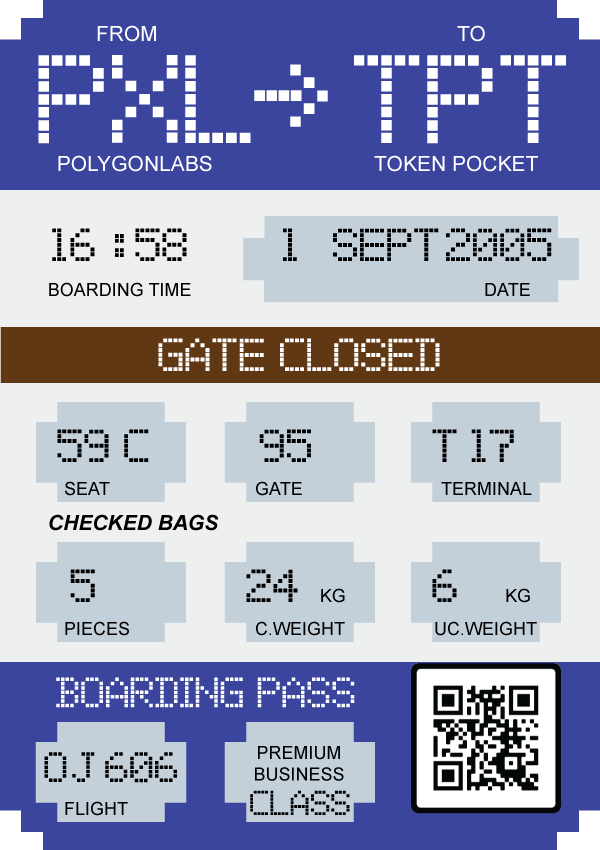 FROM TO
PXL → TPT
POLYGONLABS TOKEN POCKET
16 :58 1 SEPT 2005
BOARDING TIME DATE
GATE CLOSED
59 C 95 T 17
SEAT GATE TERMINAL
CHECKED BAGS
5 24 KG 6 KG
PIECES C.WEIGHT UC.WEIGHT
BOARDING PASS
OJ 606 PREMIUM
BUSINESS
FLIGHT CLASS